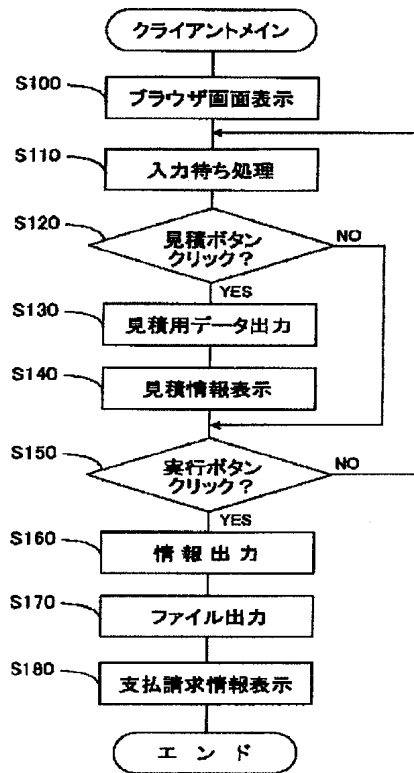 クライアントメイン
S100
ブラウザ画面表示
S110
入力待ち処理
S120
見積ボタン
クリック？
NO
YES
S130
見積用データ出力
S140
見積情報表示
S150
実行ボタン
クリック？
NO
YES
S160
情報出力
S170
ファイル出力
S180
支払請求情報表示
エンド